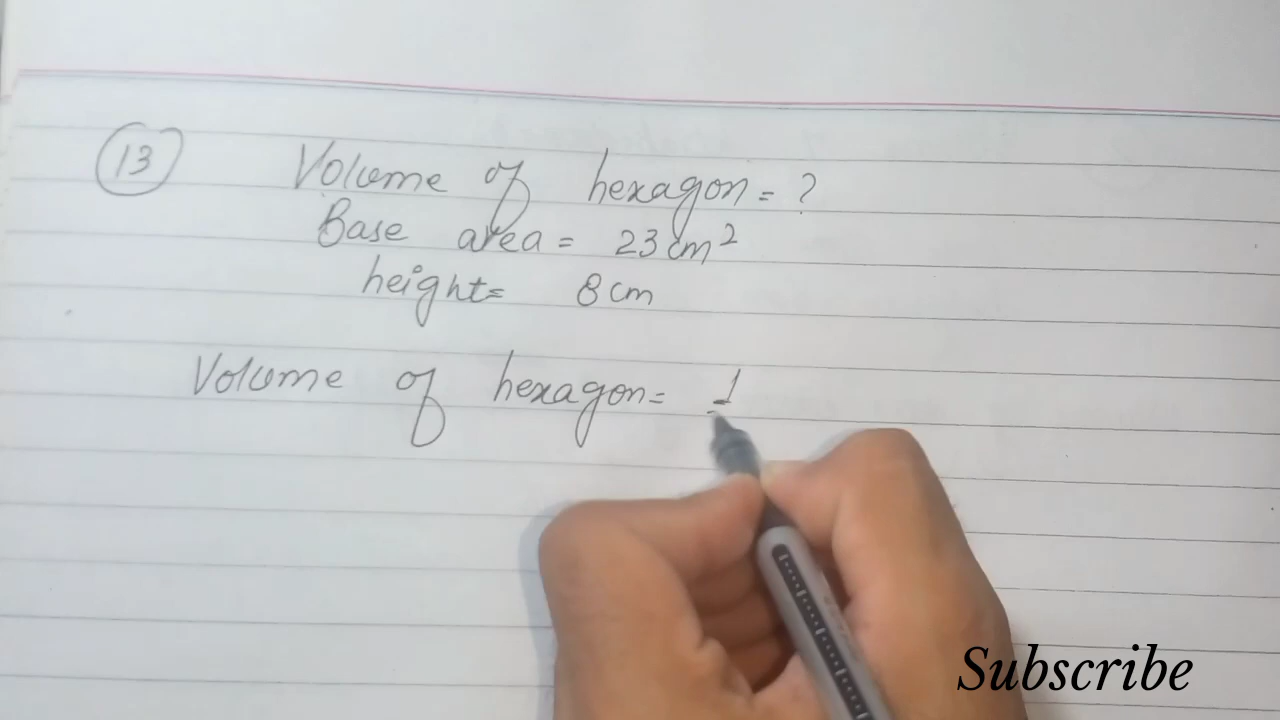 13 Volume of hexagon = ?
Base area = 23 cm²
height = 8 cm
Volume of hexagon = 1
Subscribe